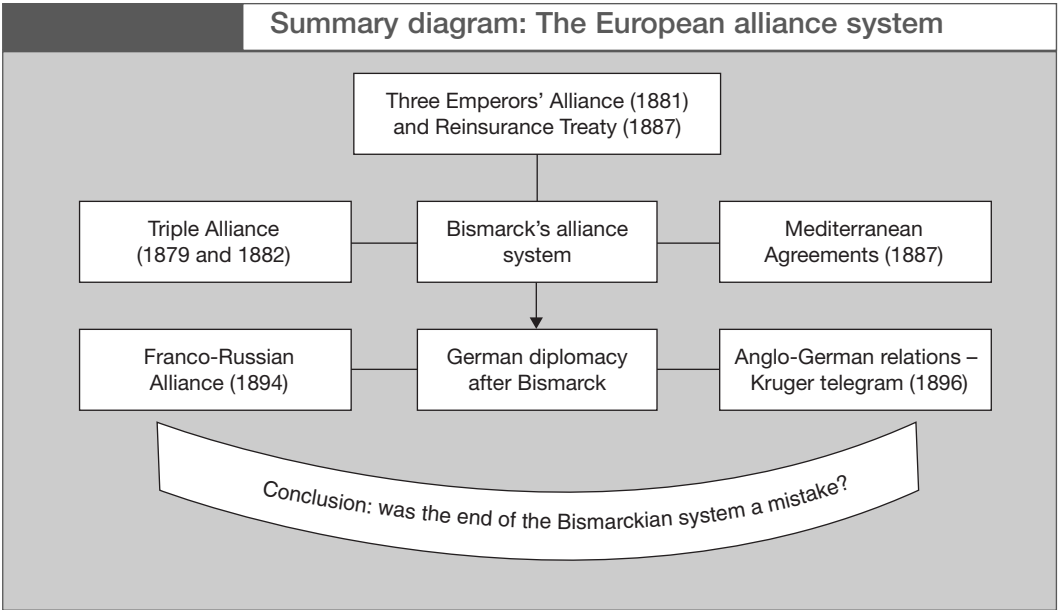 Summary diagram: The European alliance system
Three Emperors’ Alliance (1881)
and Reinsurance Treaty (1887)
Triple Alliance
(1879 and 1882)
Bismarck’s alliance
system
Mediterranean
Agreements (1887)
Franco-Russian
Alliance (1894)
German diplomacy
after Bismarck
Anglo-German relations –
Kruger telegram (1896)
Conclusion: was the end of the Bismarckian system a mistake?